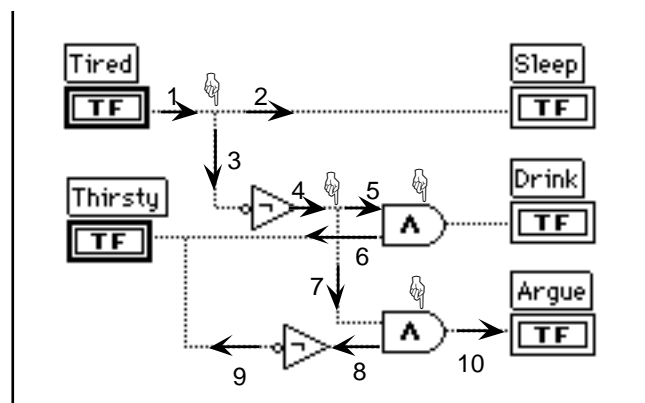 Tired
Sleep
1
2
TF
TF
3
Thirsty
4
5
Drink
¬
TF
∧
TF
6
7
Argue
¬
∧
TF
9
8
10